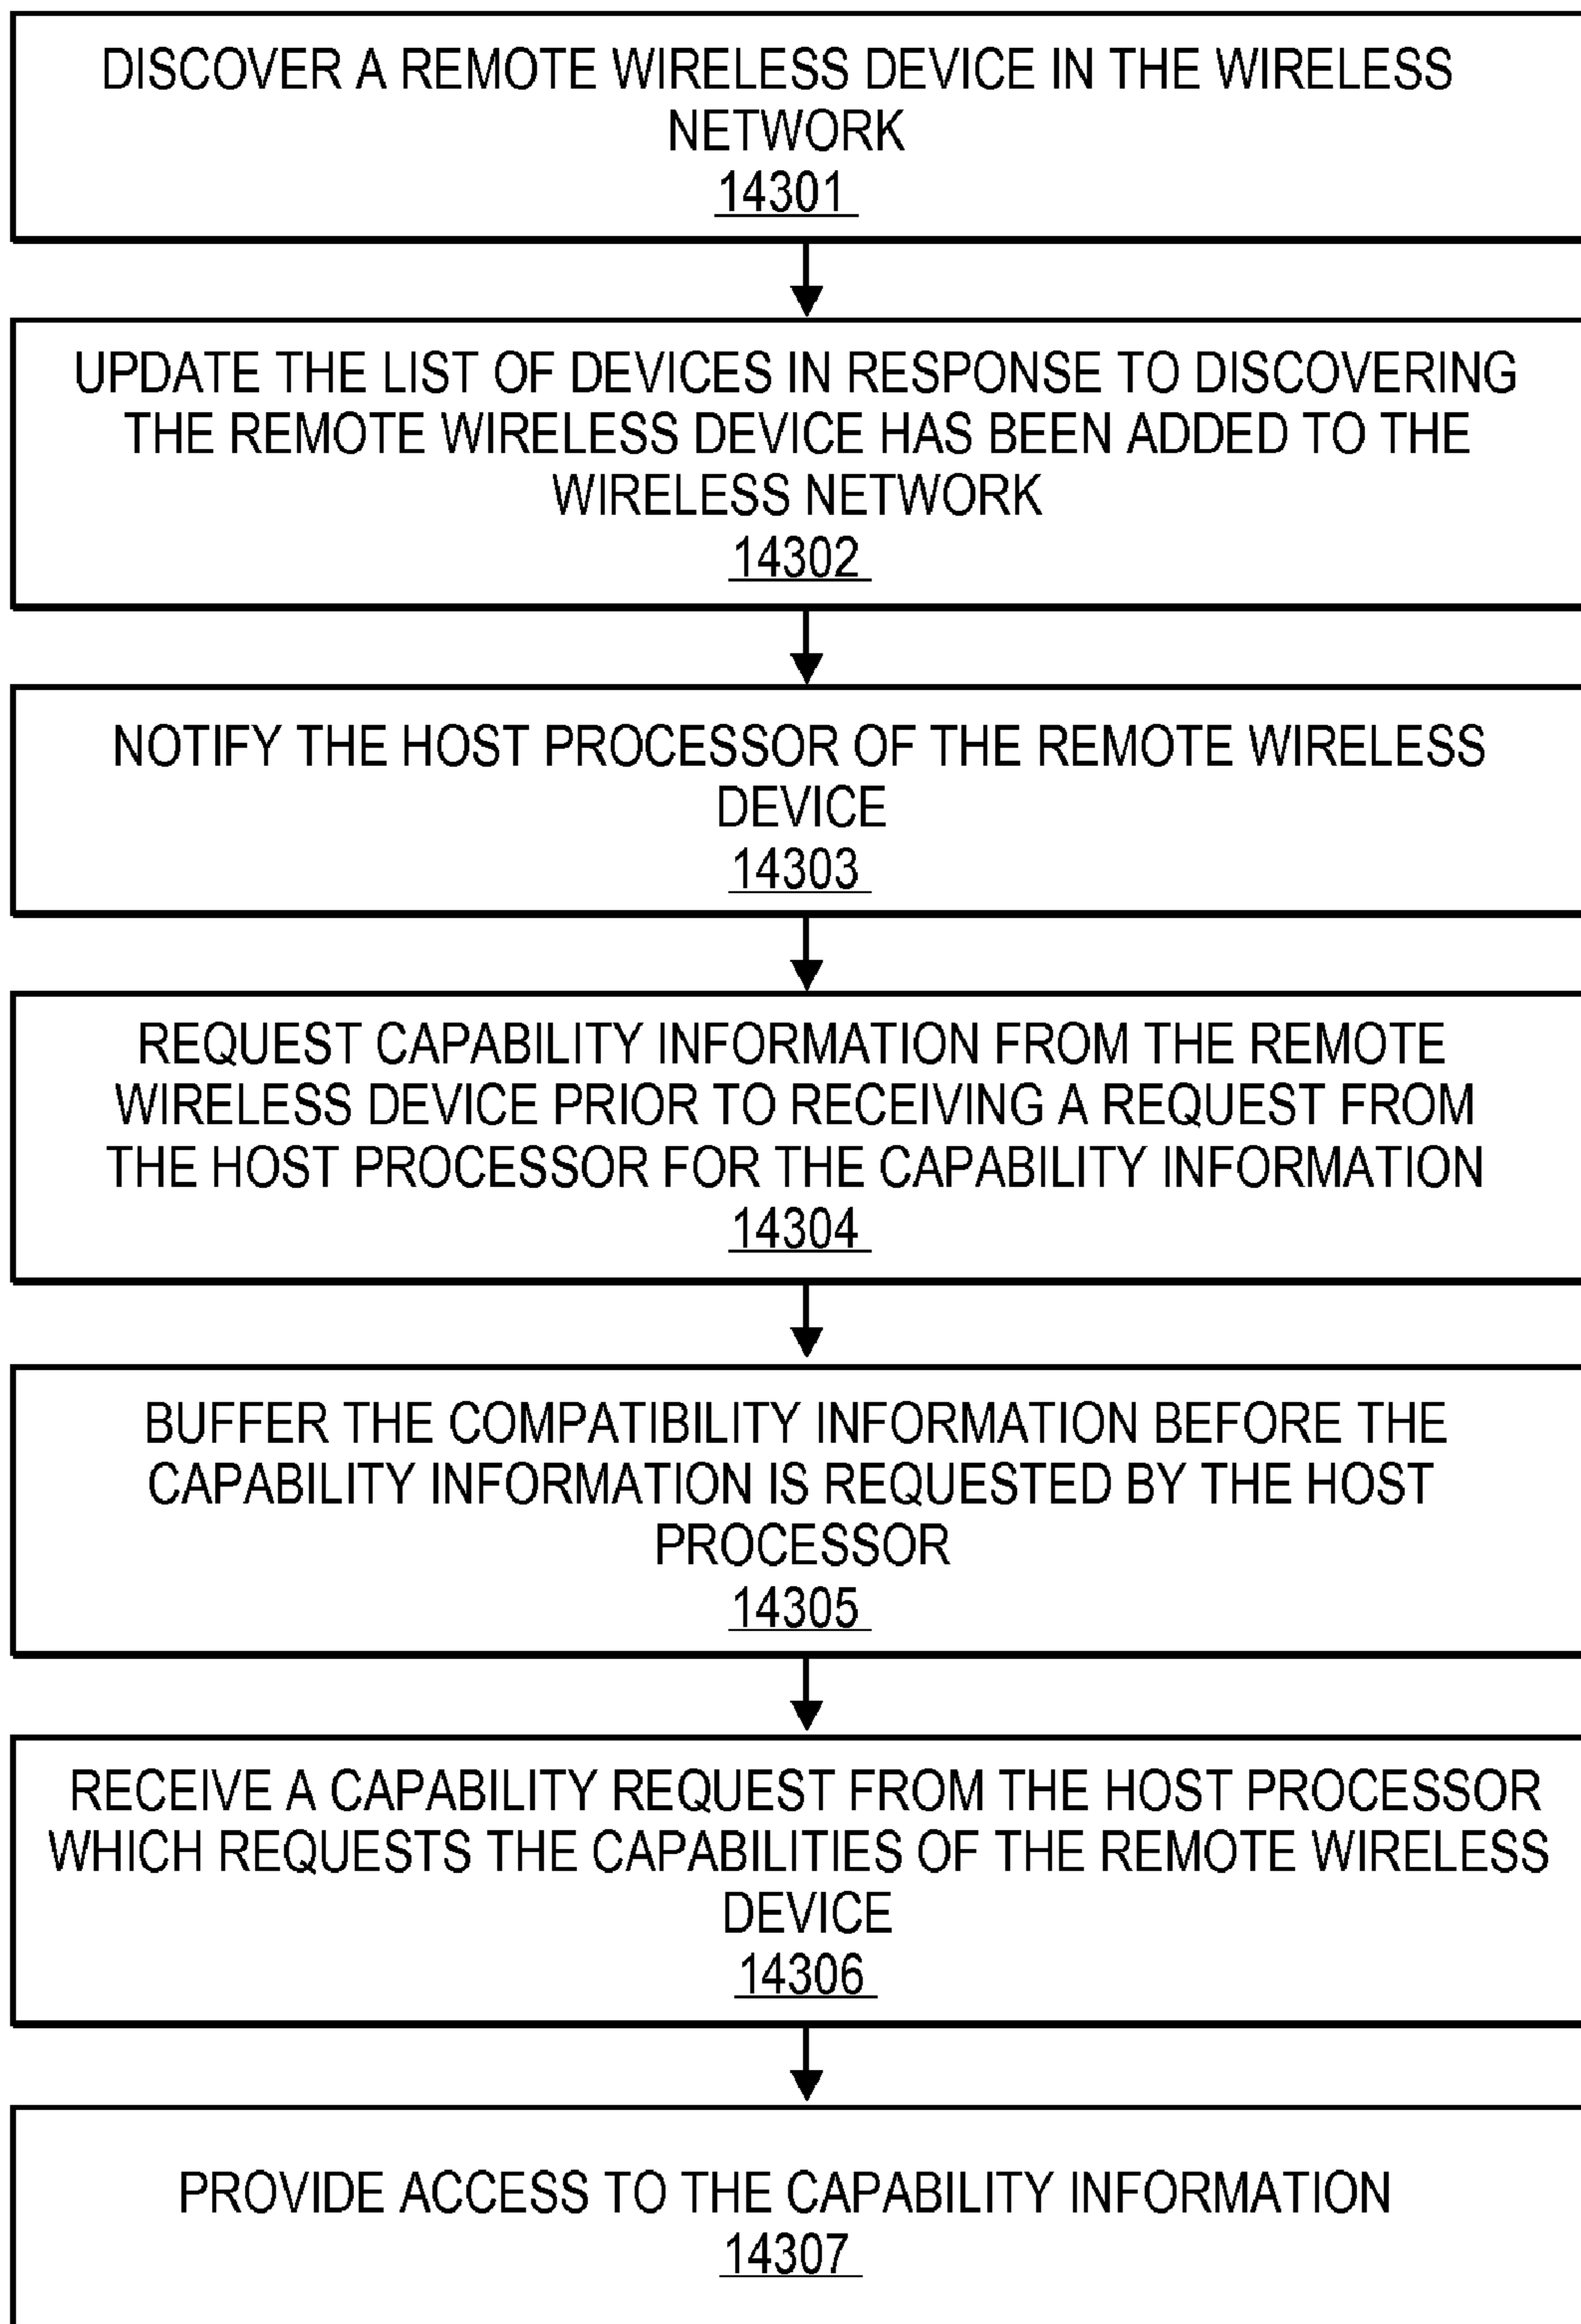 DISCOVER A REMOTE WIRELESS DEVICE IN THE WIRELESS
NETWORK
14301
UPDATE THE LIST OF DEVICES IN RESPONSE TO DISCOVERING
THE REMOTE WIRELESS DEVICE HAS BEEN ADDED TO THE
WIRELESS NETWORK
14302
NOTIFY THE HOST PROCESSOR OF THE REMOTE WIRELESS
DEVICE
14303
REQUEST CAPABILITY INFORMATION FROM THE REMOTE
WIRELESS DEVICE PRIOR TO RECEIVING A REQUEST FROM
THE HOST PROCESSOR FOR THE CAPABILITY INFORMATION
14304
BUFFER THE COMPATIBILITY INFORMATION BEFORE THE
CAPABILITY INFORMATION IS REQUESTED BY THE HOST
PROCESSOR
14305
RECEIVE A CAPABILITY REQUEST FROM THE HOST PROCESSOR
WHICH REQUESTS THE CAPABILITIES OF THE REMOTE WIRELESS
DEVICE
14306
PROVIDE ACCESS TO THE CAPABILITY INFORMATION
14307